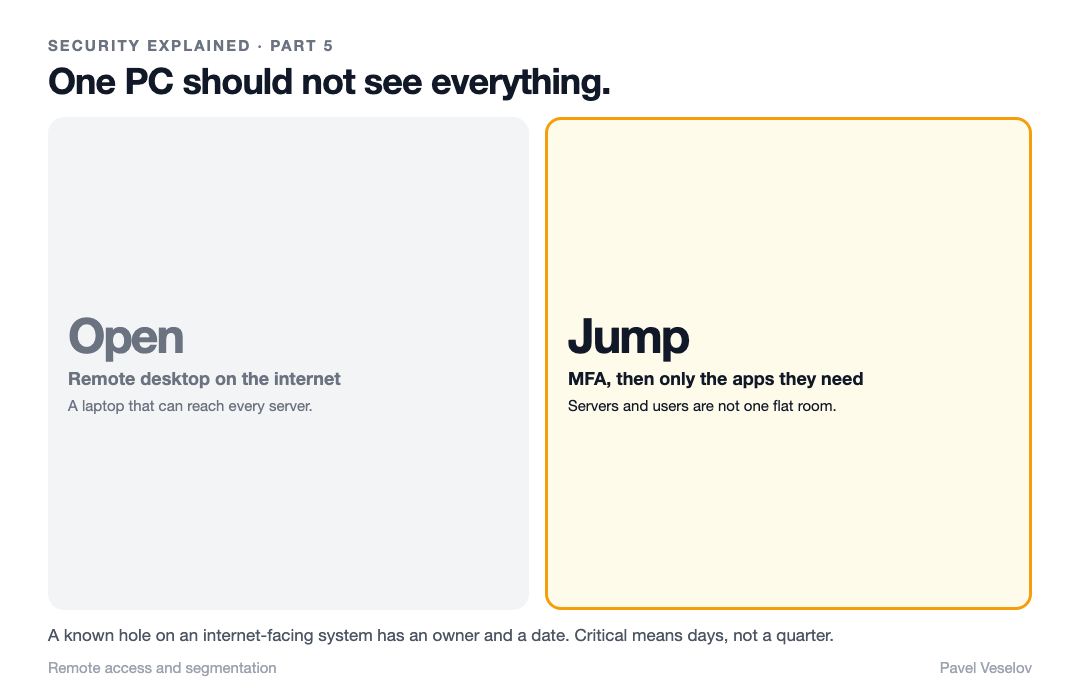 SECURITY EXPLAINED · PART 5
One PC should not see everything.
Open
Remote desktop on the internet
A laptop that can reach every server.
Jump
MFA, then only the apps they need
Servers and users are not one flat room.
A known hole on an internet-facing system has an owner and a date. Critical means days, not a quarter.
Remote access and segmentation
Pavel Veselov